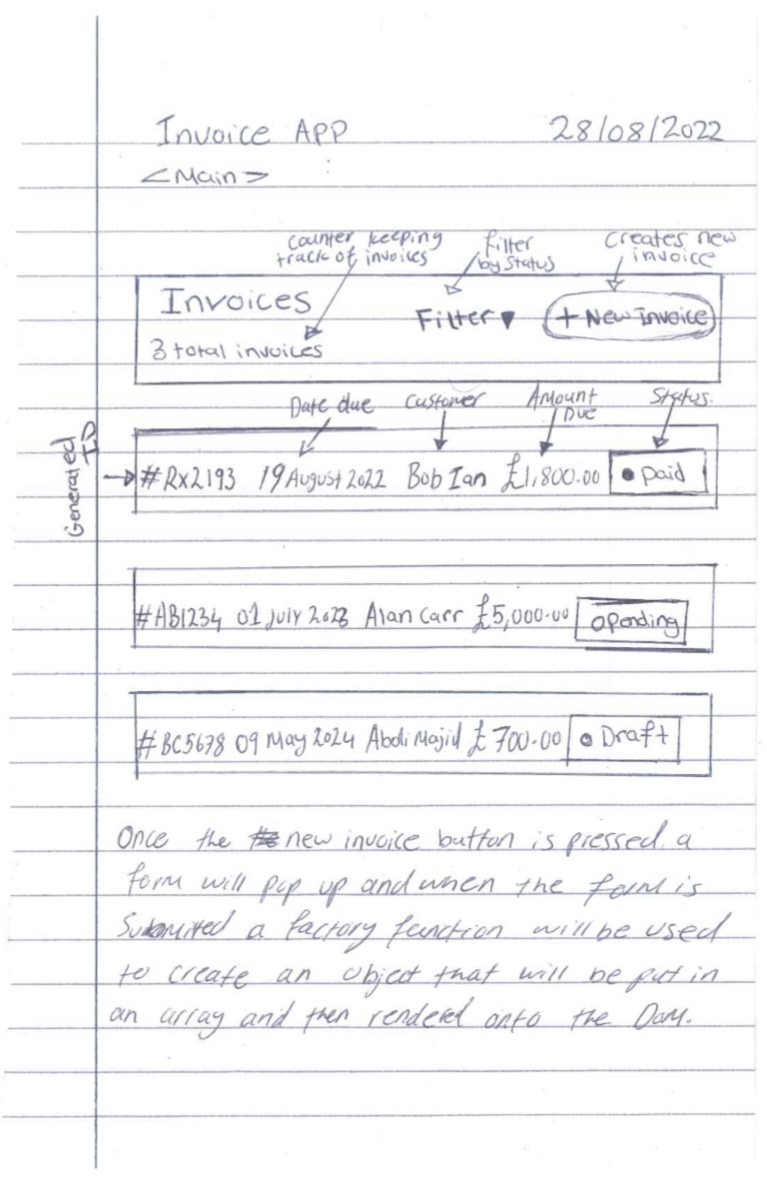 Invoice APP 28/08/2022
<Main>
counter keeping track of invoices
Filter by Status
Creates new invoice
Invoices
Filter ▼
+ New Invoice
3 total invoices
Date due
Customer
Amount Due
Status
Generated ID
#RX2193 19 August 2022 Bob Ian £1,800.00 • paid
#AB1234 01 July 2023 Alan Carr £5,000.00 o pending
#BC5678 09 May 2024 Abdi Majid £700.00 • Draft
Once the new invoice button is pressed a
form will pop up and when the form is
Submitted a factory function will be used
to create an object that will be put in
an array and then rendered onto the Dom.